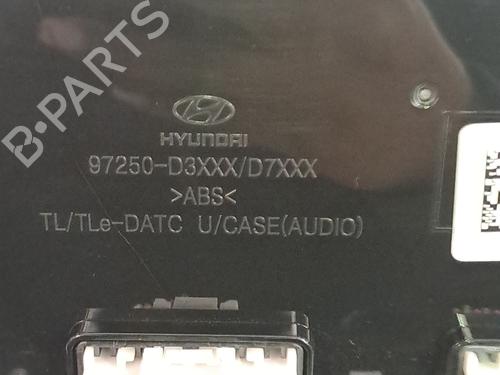 B-PARTS
HYUNDAI
97250-D3XXX/D7XXX
>ABS<
TL/TLe-DATC U/CASE(AUDIO)